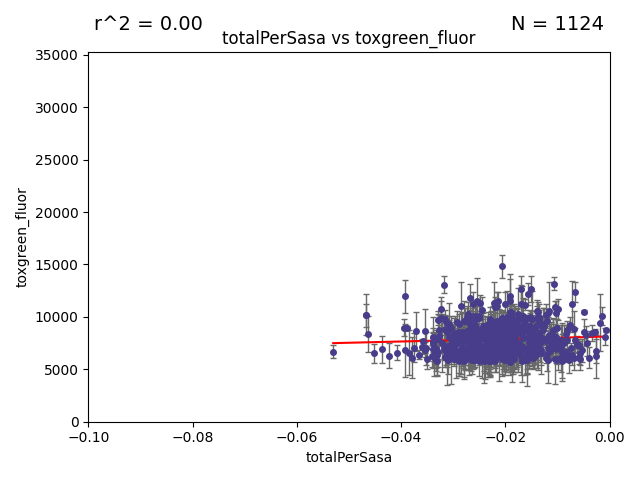 r^2 = 0.00
N = 1124
totalPerSasa vs toxgreen_fluor
35000
30000
25000
20000
15000
10000
5000
0
toxgreen_fluor
−0.10
−0.08
−0.06
−0.04
−0.02
0.00
totalPerSasa